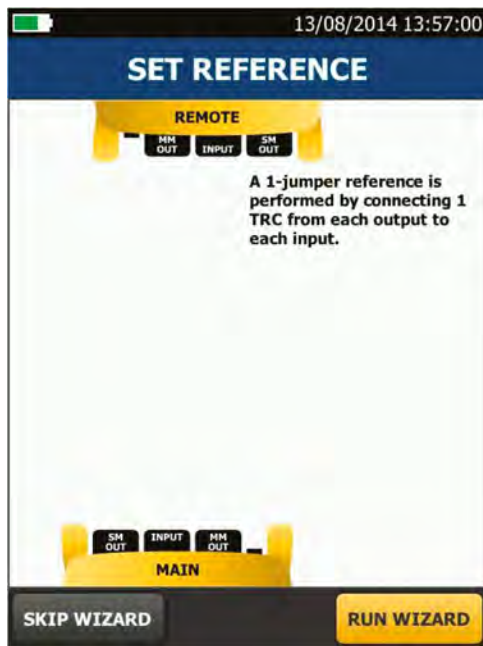 13/08/2014 13:57:00
SET REFERENCE
REMOTE
MM OUT INPUT SM OUT
A 1-jumper reference is
performed by connecting 1
TRC from each output to
each input.
SM OUT INPUT MM OUT
MAIN
SKIP WIZARD RUN WIZARD